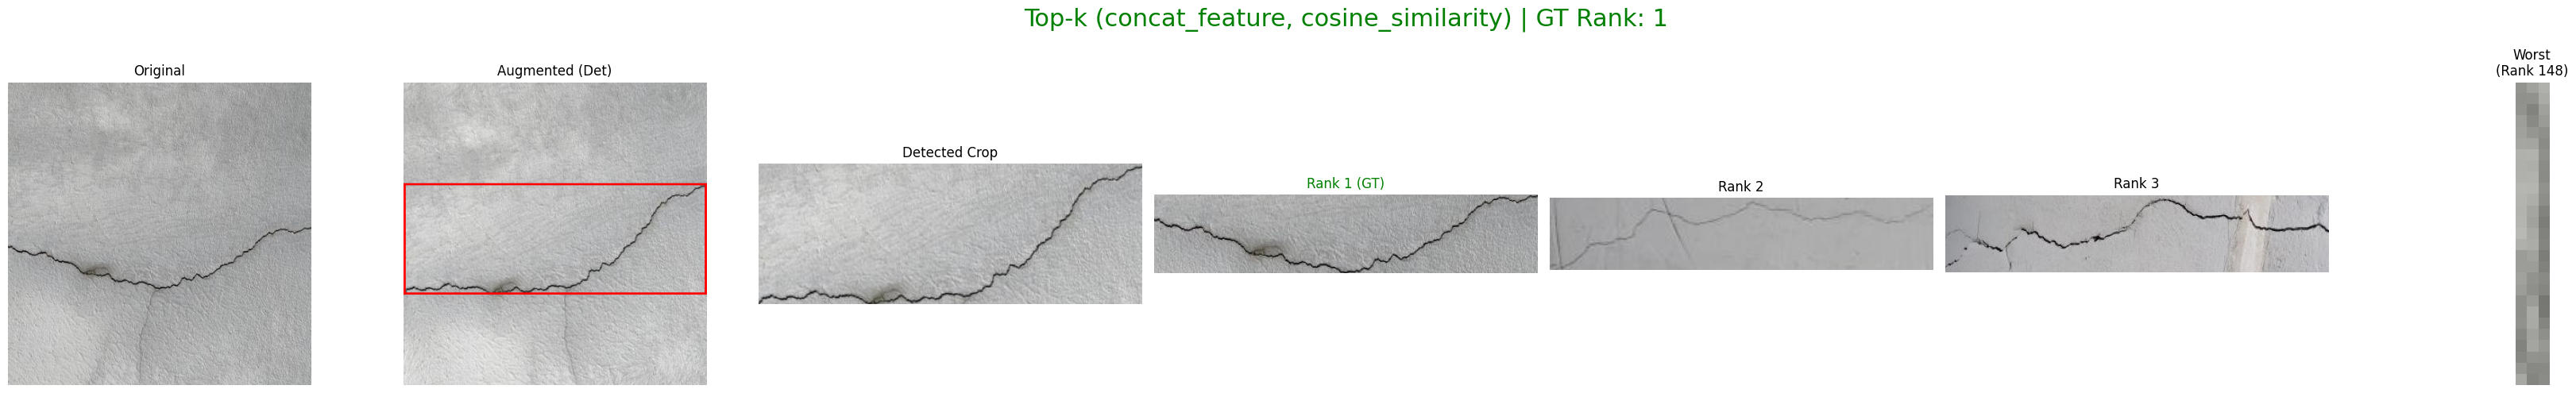 Top-k (concat_feature, cosine_similarity) | GT Rank: 1
Original
Augmented (Det)
Detected Crop
Rank 1 (GT)
Rank 2
Rank 3
Worst
(Rank 148)